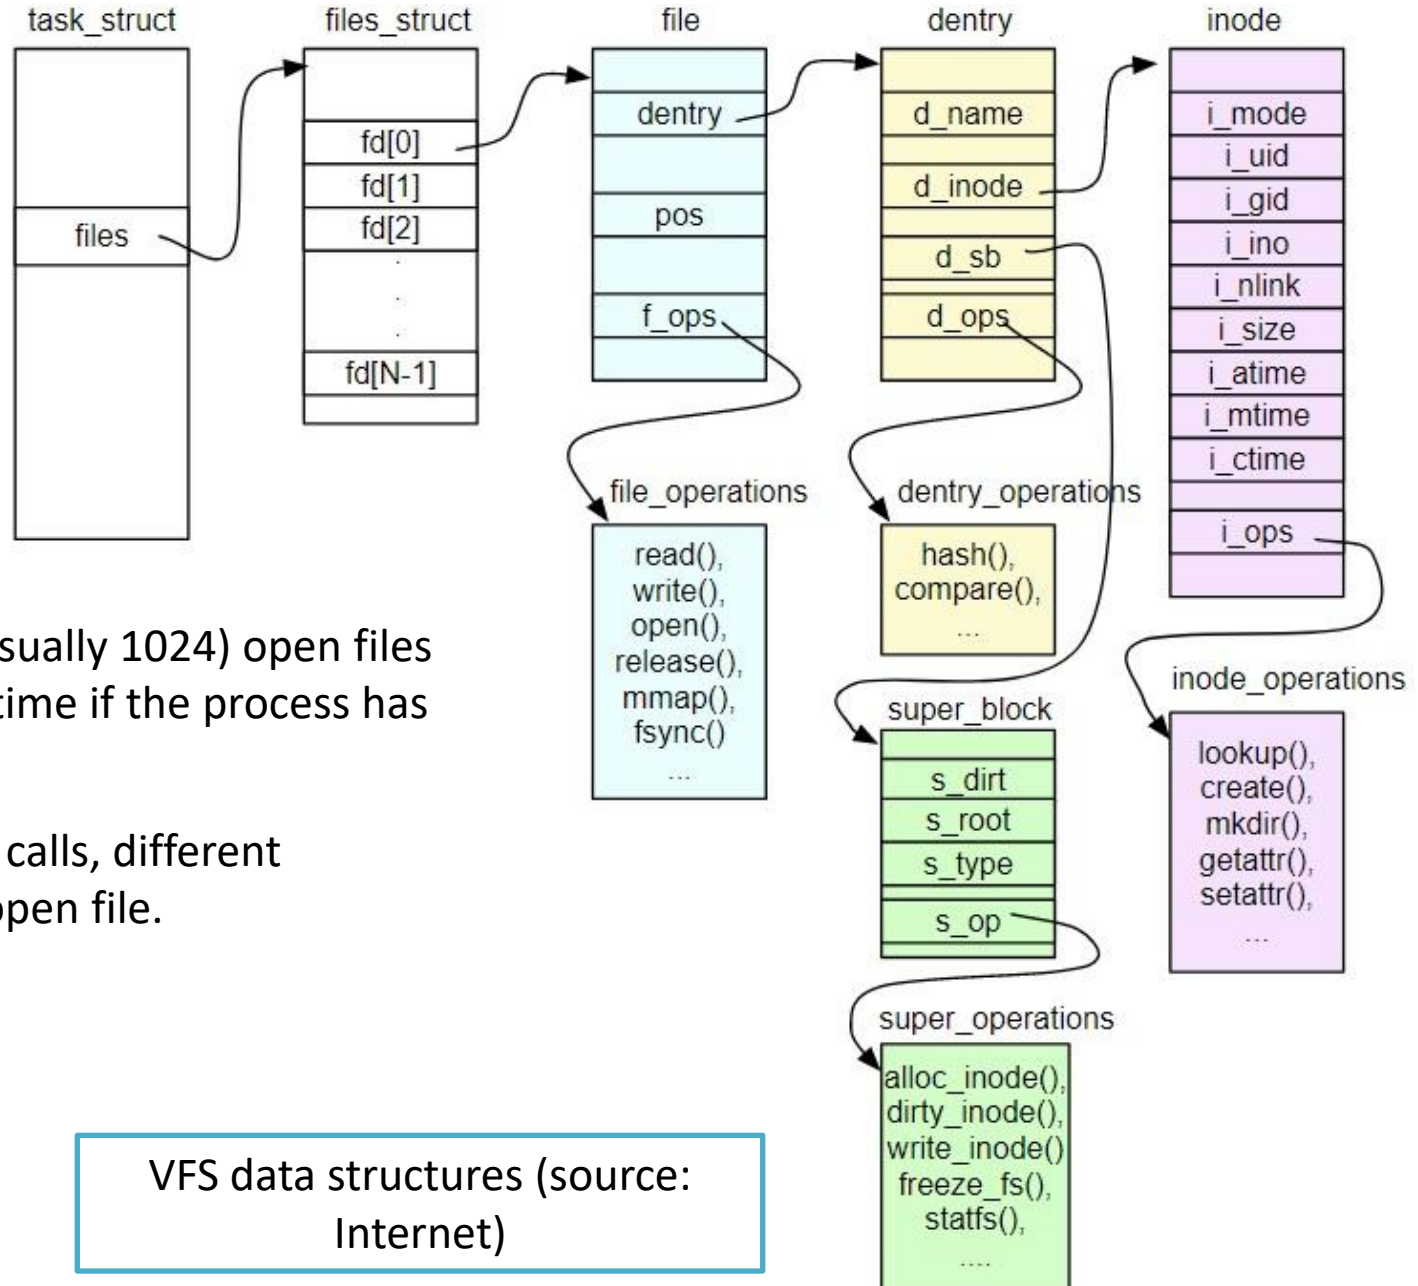 task_struct
files
files_struct
fd[0]
fd[1]
fd[2]
.
.
.
fd[N-1]
file
dentry
pos
f_ops
dentry
d_name
d_inode
d_sb
d_ops
inode
i_mode
i_uid
i_gid
i_ino
i_nlink
i_size
i_atime
i_mtime
i_ctime
i_ops
file_operations
read(),
write(),
open(),
release(),
mmap(),
fsync()
...
dentry_operations
hash(),
compare(),
...
super_block
s_dirt
s_root
s_type
s_op
inode_operations
lookup(),
create(),
mkdir(),
getattr(),
setattr(),
...
super_operations
alloc_inode(),
dirty_inode(),
write_inode()
freeze_fs(),
statfs(),
....
sually 1024) open files
time if the process has
calls, different
open file.
VFS data structures (source:
Internet)